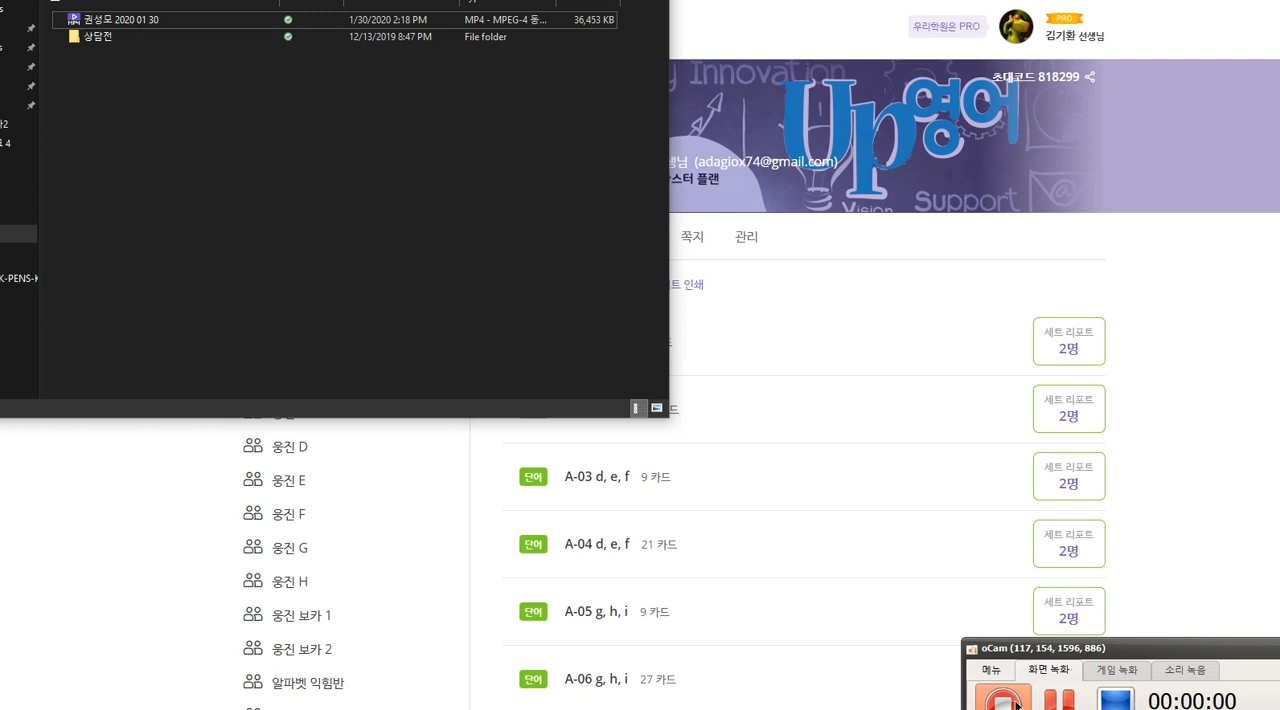 권성모 2020 01 30 1/30/2020 2:18 PM MP4 - MPEG-4 동... 36,453 KB
상담전 12/13/2019 8:47 PM File folder
K-PENS-K
우리학원은 PRO
PRO
김기환 선생님
초대코드 818299
Innovation
Up영어
Vision
Support
(adagiox74@gmail.com)
스터 플랜
쪽지 관리
트 인쇄
세트 리포트
2명
세트 리포트
2명
웅진 D
웅진 E
웅진 F
웅진 G
웅진 H
웅진 보카 1
웅진 보카 2
알파벳 익힘반
단어 A-03 d, e, f 9 카드
세트 리포트
2명
단어 A-04 d, e, f 21 카드
세트 리포트
2명
단어 A-05 g, h, i 9 카드
세트 리포트
2명
단어 A-06 g, h, i 27 카드
oCam (117, 154, 1596, 886)
메뉴 화면 녹화 게임 녹화 소리 녹음
00:00:00